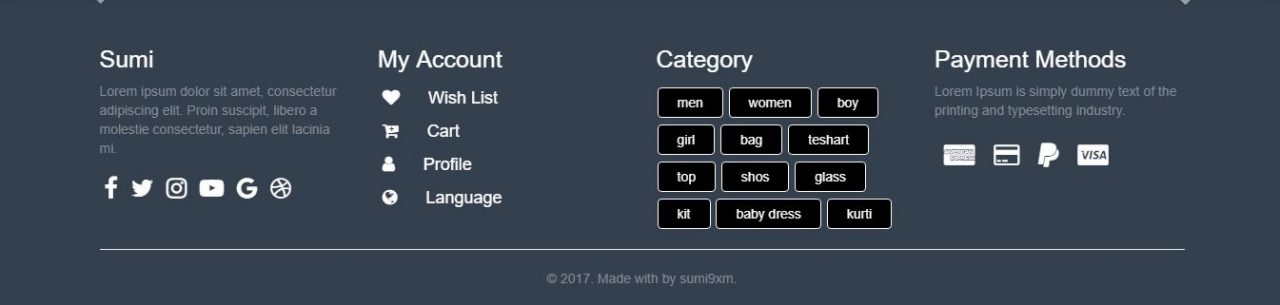 Sumi
Lorem ipsum dolor sit amet, consectetur
adipiscing elit. Proin suscipit, libero a
molestie consectetur, sapien elit lacinia
mi.
My Account
Wish List
Cart
Profile
Language
Category
men women boy
girl bag teshart
top shos glass
kit baby dress kurti
Payment Methods
Lorem Ipsum is simply dummy text of the
printing and typesetting industry.
VISA
© 2017. Made with by sumi9xm.